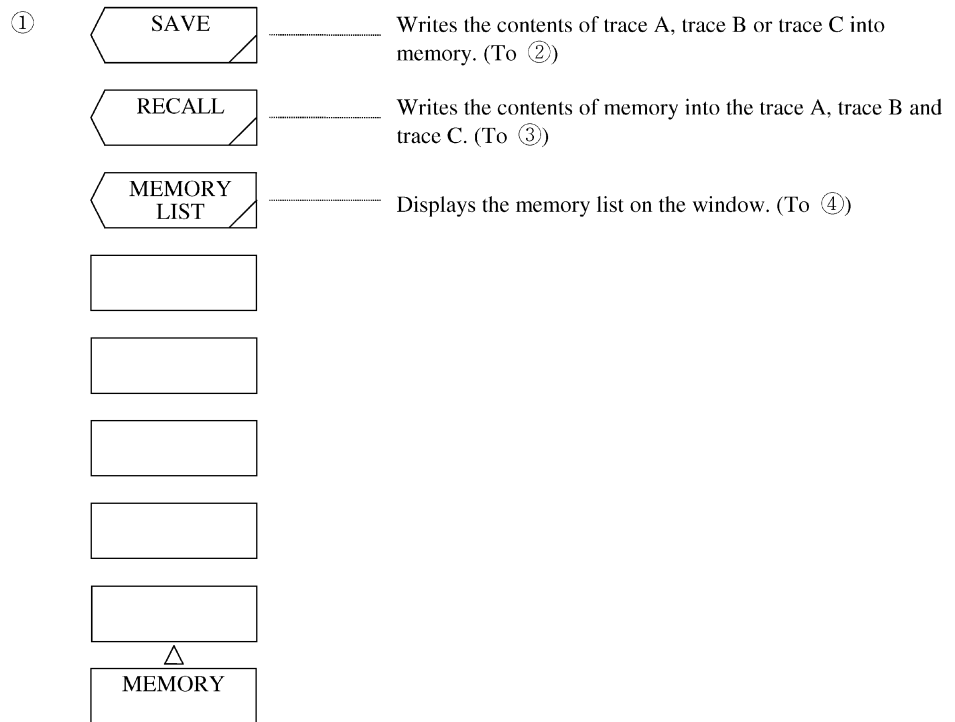 ①
SAVE
Writes the contents of trace A, trace B or trace C into
memory. (To ②)
RECALL
Writes the contents of memory into the trace A, trace B and
trace C. (To ③)
MEMORY
LIST
Displays the memory list on the window. (To ④)
MEMORY